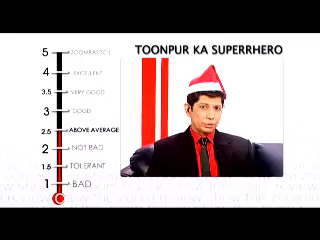 TOONPUR KA SUPERRHERO
5 ZOOMBASTICH
4 EXCELLENT
3.5 VERY GOOD
3 GOOD
2.5 ABOVE AVERAGE
2 NOT BAD
1.5 TOLERANT
1 BAD